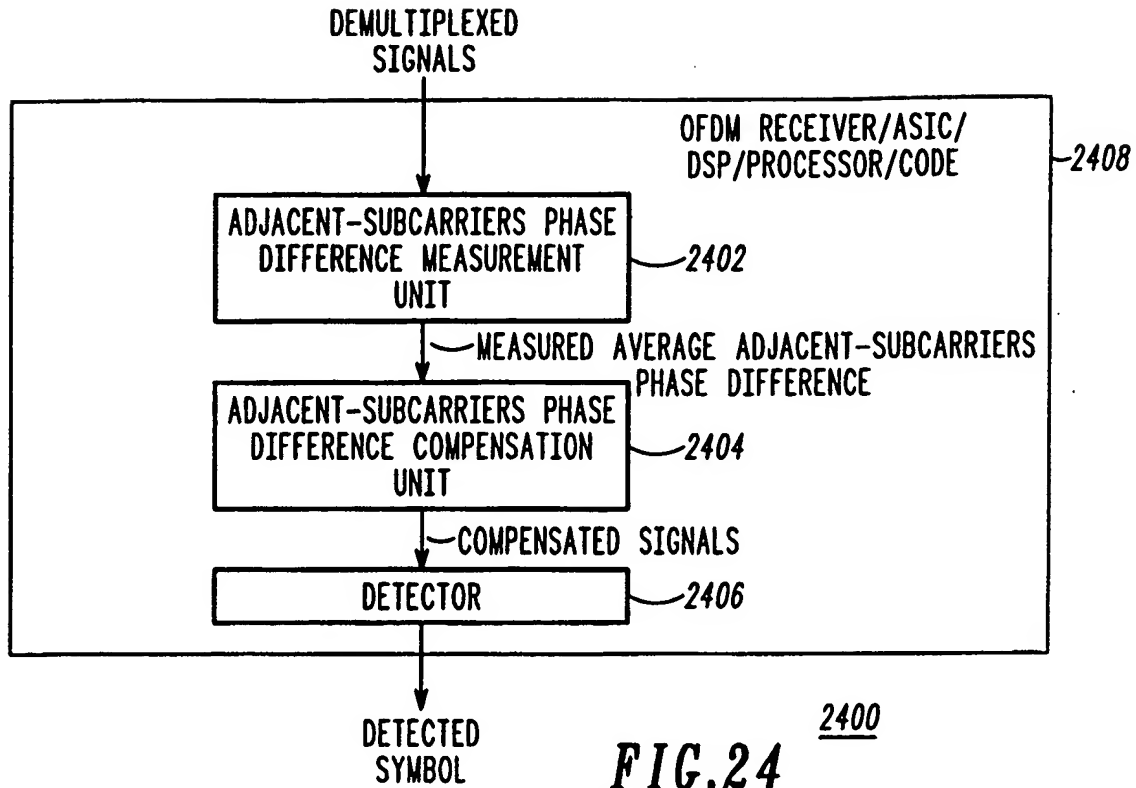 DEMULTIPLEXED
SIGNALS
OFDM RECEIVER/ASIC/
DSP/PROCESSOR/CODE
2408
ADJACENT-SUBCARRIERS PHASE
DIFFERENCE MEASUREMENT
UNIT
2402
MEASURED AVERAGE ADJACENT-SUBCARRIERS
PHASE DIFFERENCE
ADJACENT-SUBCARRIERS PHASE
DIFFERENCE COMPENSATION
UNIT
2404
COMPENSATED SIGNALS
DETECTOR
2406
DETECTED
SYMBOL
2400
FIG.24